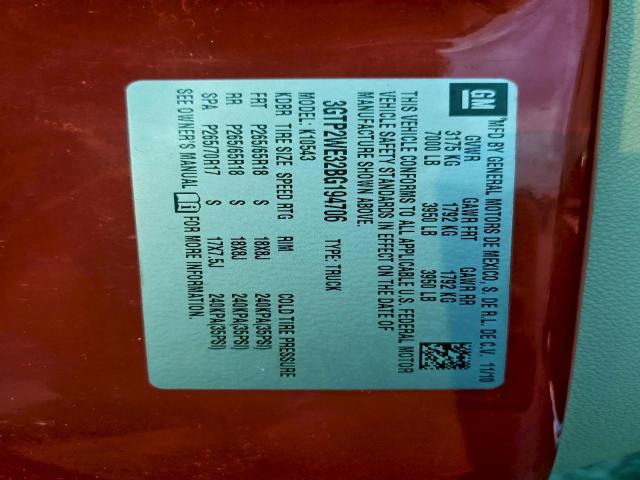 GM MFD BY GENERAL MOTORS DE MEXICO, S. DE R.L. DE C.V. 11/10
GVWR GAWR FRT GAWR RR
3175 KG 1792 KG 1792 KG
7000 LB 3950 LB 3950 LB
THIS VEHICLE CONFORMS TO ALL APPLICABLE U.S. FEDERAL MOTOR
VEHICLE SAFETY STANDARDS IN EFFECT ON THE DATE OF
MANUFACTURE SHOWN ABOVE.
3GTP2WE32BG194706 TYPE: TRUCK
MODEL: K10543
KDBR TIRE SIZE SPEED RTG RIM COLD TIRE PRESSURE
FRT P265/65R18 S 18X8J 240KPA(35PSI)
RR P265/65R18 S 18X8J 240KPA(35PSI)
SPA P265/70R17 S 17X7.5J 240KPA(35PSI)
SEE OWNER'S MANUAL FOR MORE INFORMATION.